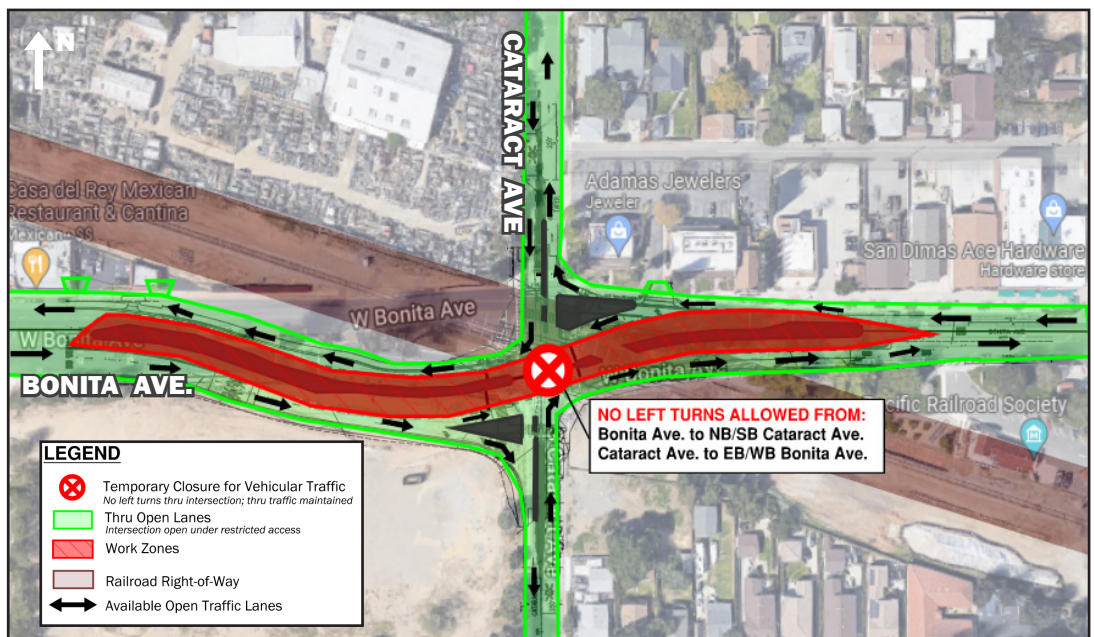 N
CATARACT AVE
Casa del Rey Mexican
Restaurant & Cantina
Mexican • $$
Adamas Jewelers
Jeweler
San Dimas Ace Hardware
Hardware store
W Bonita Ave
W Bonita Ave
BONITA AVE.
W Bonita Ave
NO LEFT TURNS ALLOWED FROM:
Bonita Ave. to NB/SB Cataract Ave.
Cataract Ave. to EB/WB Bonita Ave.
Pacific Railroad Society
LEGEND
Temporary Closure for Vehicular Traffic
No left turns thru intersection; thru traffic maintained
Thru Open Lanes
Intersection open under restricted access
Work Zones
Railroad Right-of-Way
Available Open Traffic Lanes